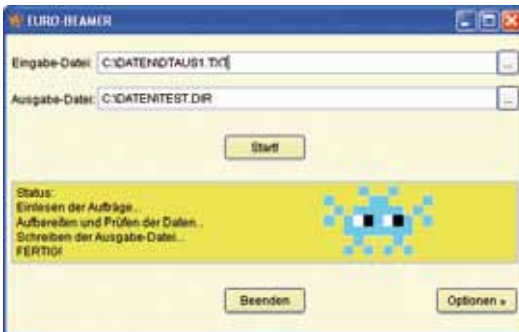 EURO-BEAMER
Eingabe-Datei: C:\DATEN\DTAUS1.TXT ...
Ausgabe-Datei: C:\DATEN\TEST.DIR ...
Start!
Status:
Einlesen der Aufträge...
Aufbereiten und Prüfen der Daten...
Schreiben der Ausgabe-Datei...
FERTIG!
Beenden Optionen »